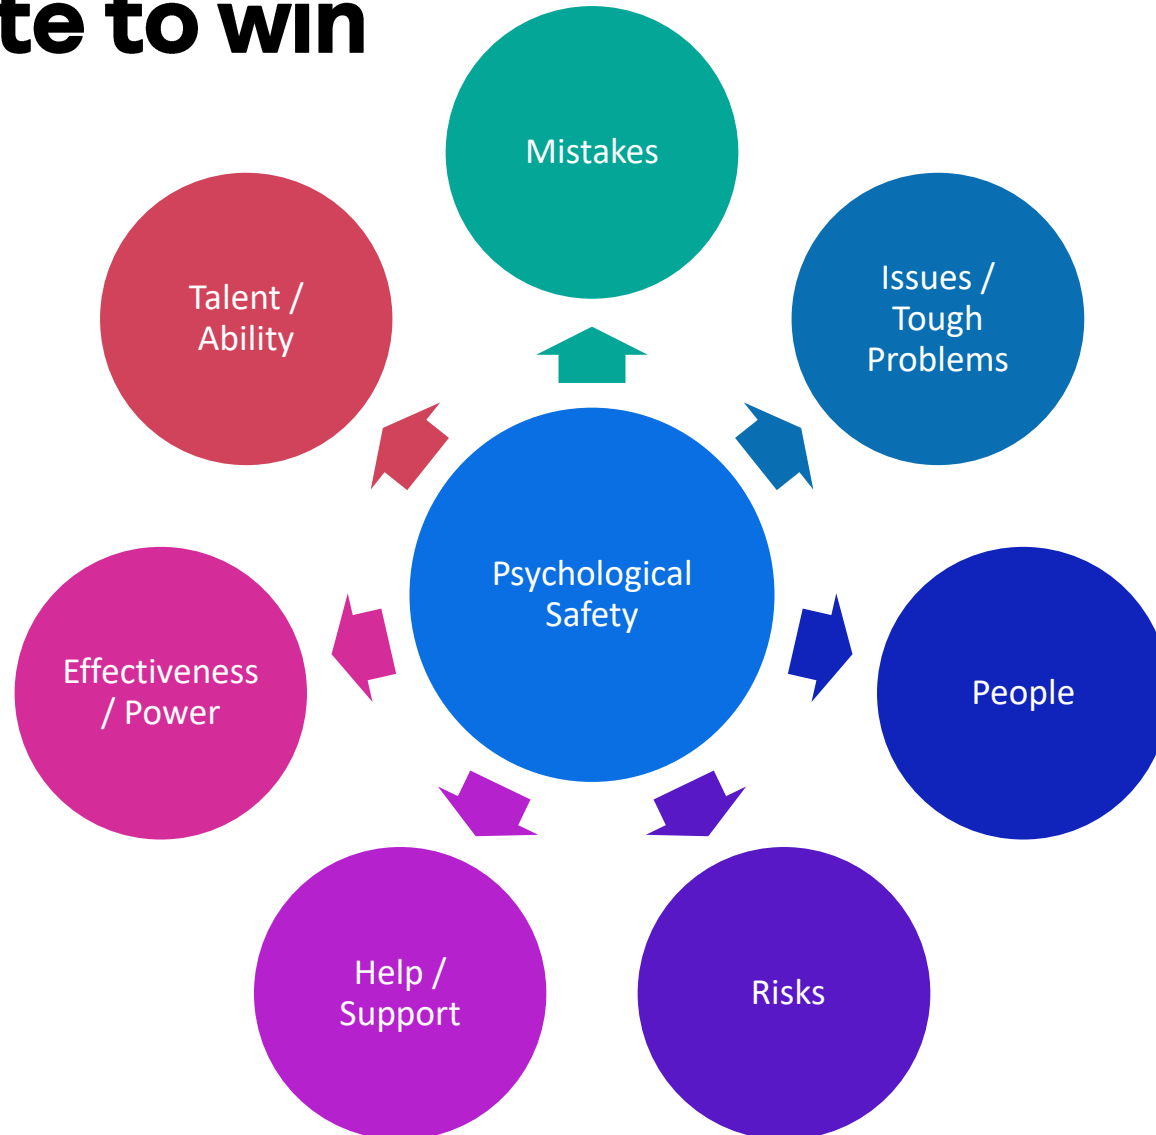 te to win
Mistakes
Issues /
Tough
Problems
People
Risks
Help /
Support
Effectiveness
/ Power
Talent /
Ability
Psychological
Safety